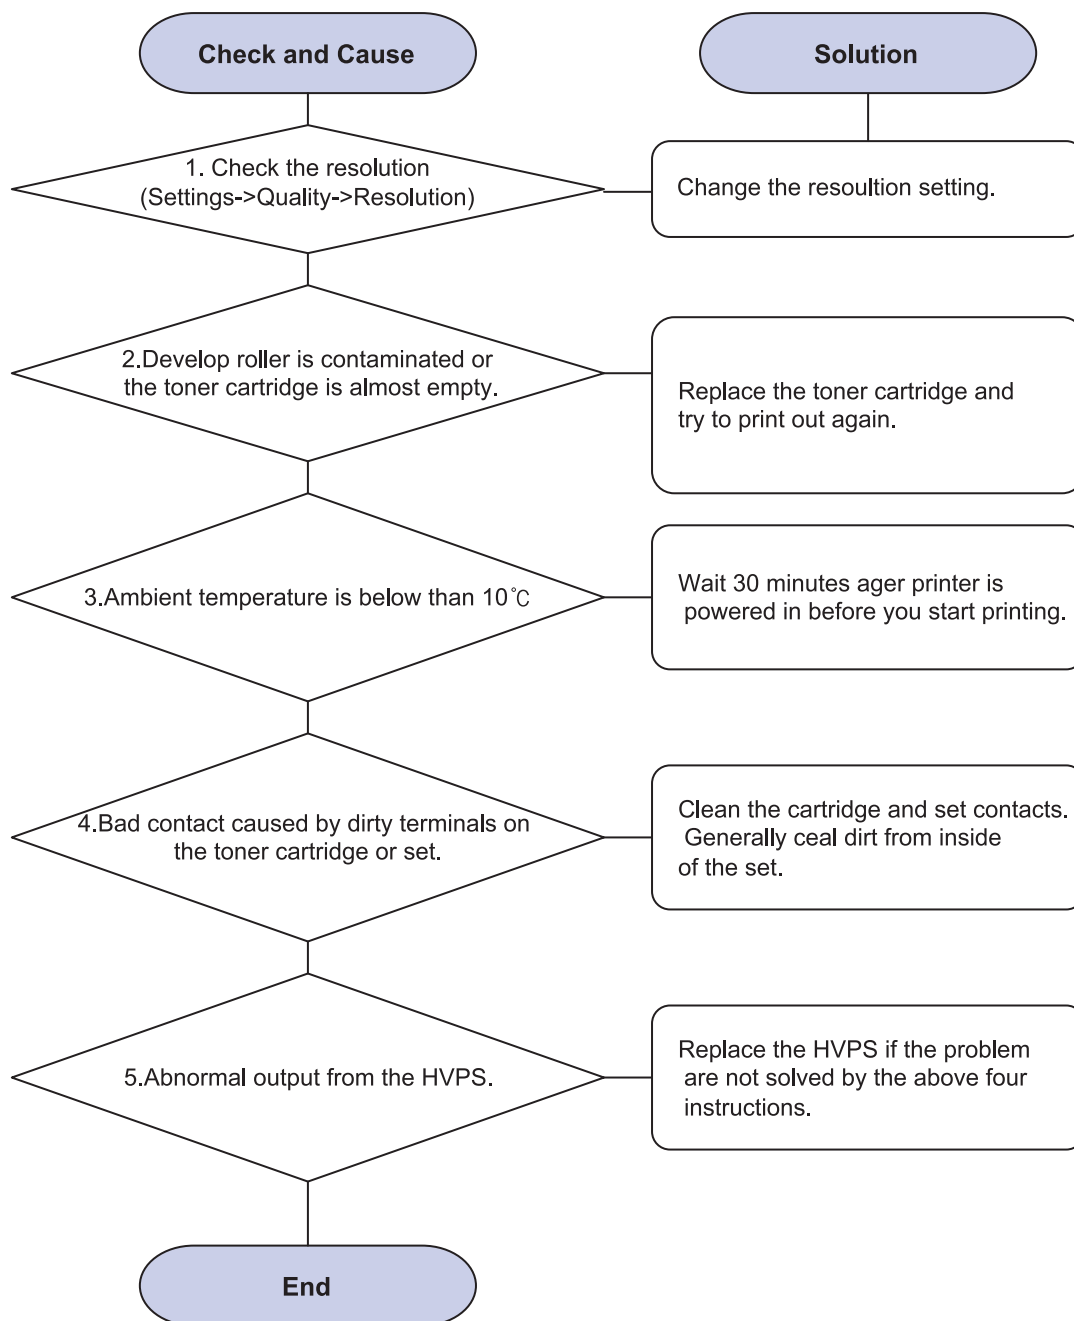 Check and Cause
Solution
1. Check the resolution
(Settings->Quality->Resolution)
Change the resoultion setting.
2.Develop roller is contaminated or
the toner cartridge is almost empty.
Replace the toner cartridge and
try to print out again.
3.Ambient temperature is below than 10℃
Wait 30 minutes ager printer is
powered in before you start printing.
4.Bad contact caused by dirty terminals on
the toner cartridge or set.
Clean the cartridge and set contacts.
Generally ceal dirt from inside
of the set.
5.Abnormal output from the HVPS.
Replace the HVPS if the problem
are not solved by the above four
instructions.
End